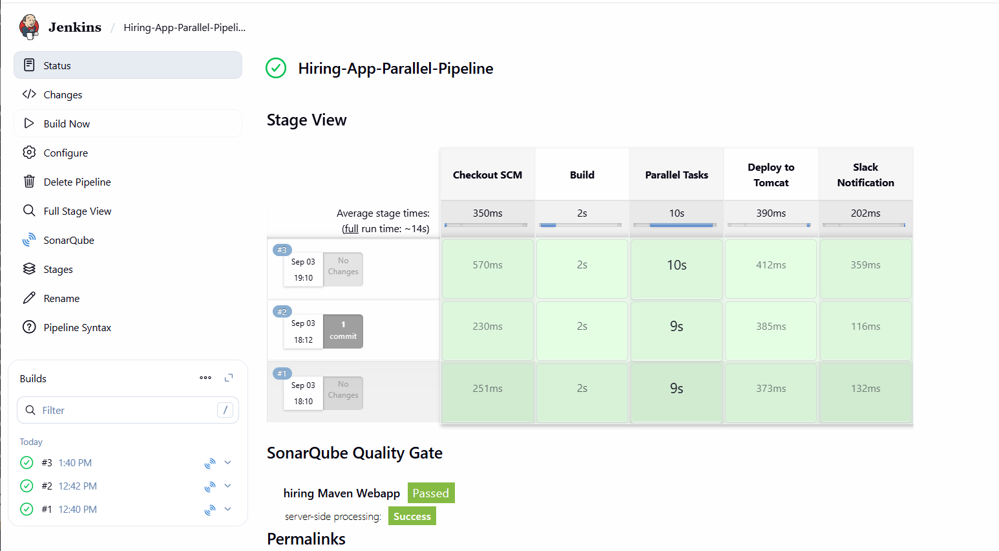 Jenkins / Hiring-App-Parallel-Pipeli...
Status
Changes
Build Now
Configure
Delete Pipeline
Full Stage View
SonarQube
Stages
Rename
Pipeline Syntax
Builds
Filter /
Today
#3 1:40 PM
#2 12:42 PM
#1 12:40 PM
Hiring-App-Parallel-Pipeline
Stage View
Checkout SCM Build Parallel Tasks Deploy to Tomcat Slack Notification
Average stage times: 350ms 2s 10s 390ms 202ms
(full run time: ~14s)
#3
Sep 03 No Changes
19:10
570ms 2s 10s 412ms 359ms
#2
Sep 03 1 commit
18:12
230ms 2s 9s 385ms 116ms
#1
Sep 03 No Changes
18:10
251ms 2s 9s 373ms 132ms
SonarQube Quality Gate
hiring Maven Webapp Passed
server-side processing: Success
Permalinks